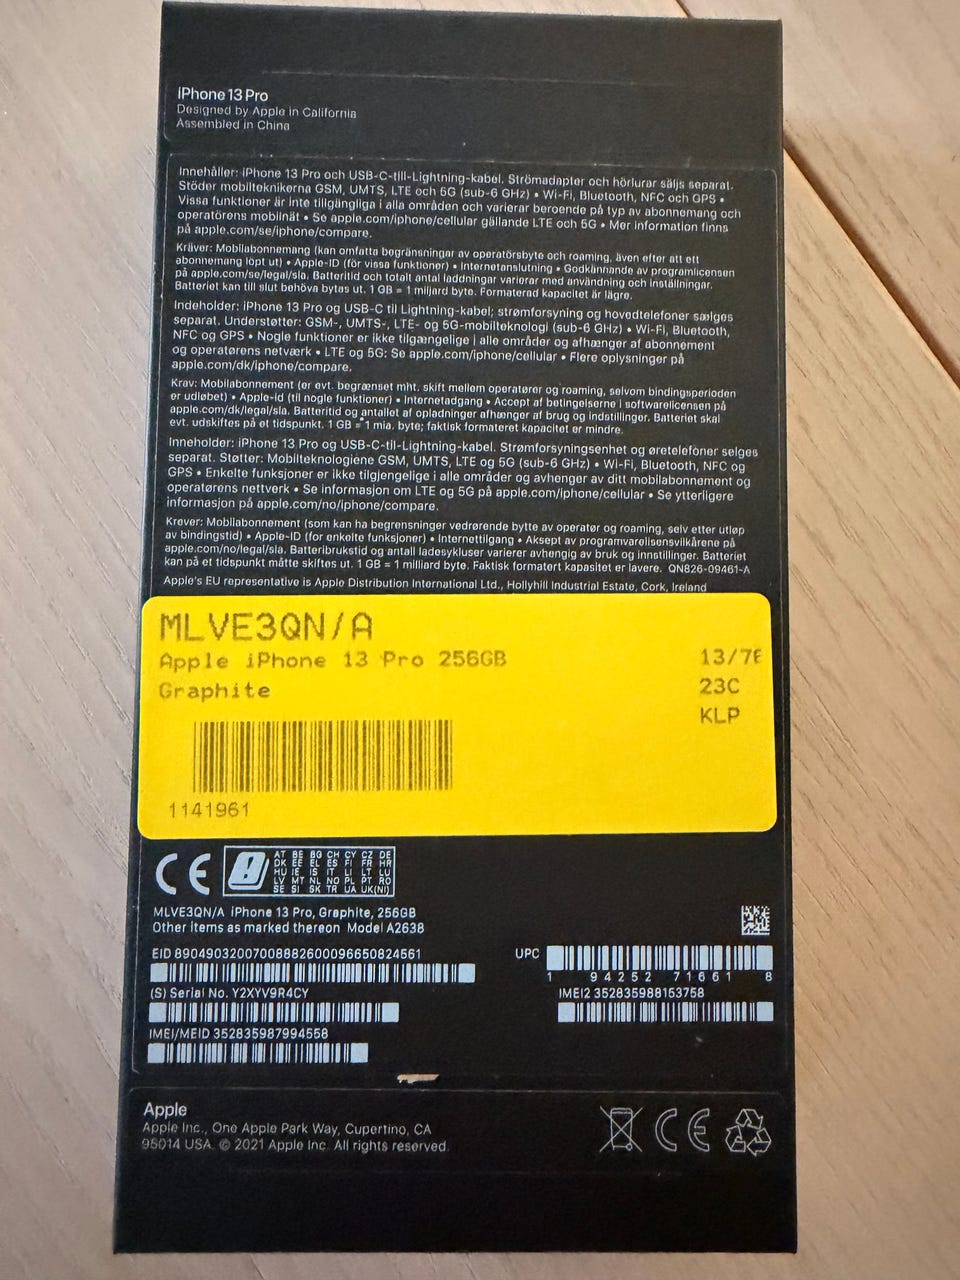 iPhone 13 Pro
Designed by Apple in California
Assembled in China
Innehåller: iPhone 13 Pro och USB-C-till-Lightning-kabel. Strömadapter och hörlurar säljs separat.
Stöder mobilteknikerna GSM, UMTS, LTE och 5G (sub-6 GHz) • Wi-Fi, Bluetooth, NFC och GPS •
Vissa funktioner är inte tillgängliga i alla områden och varierar beroende på typ av abonnemang och
operatörens mobilnät • Se apple.com/iphone/cellular gällande LTE och 5G • Mer information finns
på apple.com/se/iphone/compare.
Kräver: Mobilabonnemang (kan omfatta begränsningar av operatörsbyte och roaming, även efter att ett
abonnemang löpt ut) • Apple-ID (för vissa funktioner) • Internetanslutning • Godkännande av programlicensen
på apple.com/se/legal/sla. Batteritid och totalt antal laddningar varierar med användning och inställningar.
Batteriet kan till slut behöva bytas ut. 1 GB = 1 miljard byte. Formaterad kapacitet är lägre.
Indeholder: iPhone 13 Pro og USB-C til Lightning-kabel; strømforsyning og hovedtelefoner sælges
separat. Understøtter: GSM-, UMTS-, LTE- og 5G-mobilteknologi (sub-6 GHz) • Wi-Fi, Bluetooth,
NFC og GPS • Nogle funktioner er ikke tilgængelige i alle områder og afhænger af abonnement
og operatørens netværk • LTE og 5G: Se apple.com/iphone/cellular • Flere oplysninger på
apple.com/dk/iphone/compare.
Krav: Mobilabonnement (er evt. begrænset mht. skift mellem operatører og roaming, selvom bindingsperioden
er udløbet) • Apple-id (til nogle funktioner) • Internetadgang • Accept af betingelserne i softwarelicensen på
apple.com/dk/legal/sla. Batteritid og antallet af opladninger afhænger af brug og indstillinger. Batteriet skal
evt. udskiftes på et tidspunkt. 1 GB = 1 mia. byte; faktisk formateret kapacitet er mindre.
Inneholder: iPhone 13 Pro og USB-C-til-Lightning-kabel. Strømforsyningsenhet og øretelefoner selges
separat. Støtter: Mobilteknologiene GSM, UMTS, LTE og 5G (sub-6 GHz) • Wi-Fi, Bluetooth, NFC og
GPS • Enkelte funksjoner er ikke tilgjengelige i alle områder og avhenger av ditt mobilabonnement og
operatørens nettverk • Se informasjon om LTE og 5G på apple.com/iphone/cellular • Se ytterligere
informasjon på apple.com/no/iphone/compare.
Krever: Mobilabonnement (som kan ha begrensninger vedrørende bytte av operatør og roaming, selv etter utløp
av bindingstid) • Apple-ID (for enkelte funksjoner) • Internettilgang • Aksept av programvarelisensvilkårene på
apple.com/no/legal/sla. Batteribrukstid og antall ladesykluser varierer avhengig av bruk og innstillinger. Batteriet
kan på et tidspunkt måtte skiftes ut. 1 GB = 1 milliard byte. Faktisk formatert kapasitet er lavere. QN826-09461-A
Apple's EU representative is Apple Distribution International Ltd., Hollyhill Industrial Estate, Cork, Ireland
MLVE3QN/A
Apple iPhone 13 Pro 256GB 13/7E
Graphite 23C
KLP
1141961
CE
AT BE BG CH CY CZ DE
DK EE EL ES FI FR HR
HU IE IS IT LI LT LU
LV MT NL NO PL PT RO
SE SI SK TR UA UK(NI)
MLVE3QN/A iPhone 13 Pro, Graphite, 256GB
Other items as marked thereon Model A2638
EID 89049032007008882600096650824561
UPC
1 94252 71661 8
(S) Serial No. Y2XYV9R4CY
IMEI2 352835988153758
IMEI/MEID 352835987994558
Apple
Apple Inc., One Apple Park Way, Cupertino, CA
95014 USA. © 2021 Apple Inc. All rights reserved.
CE